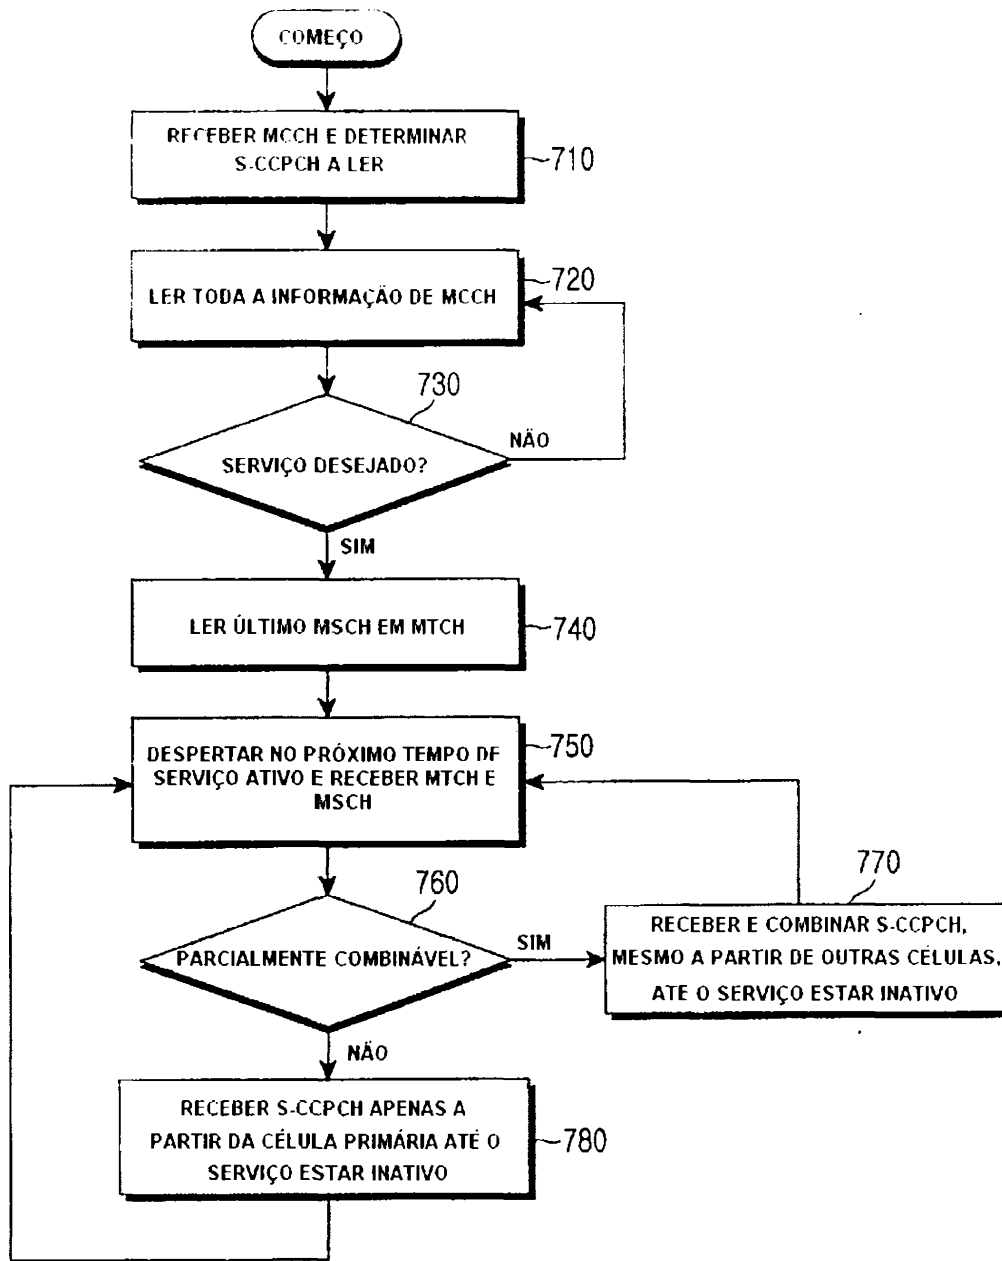 COMEÇO
RECEBER MCCH E DETERMINAR
S-CCPCH A LER
710
LER TODA A INFORMAÇÃO DE MCCH
720
730
SERVIÇO DESEJADO?
NÃO
SIM
LER ÚLTIMO MSCH EM MTCH
740
DESPERTAR NO PRÓXIMO TEMPO DE
SERVIÇO ATIVO E RECEBER MTCH E
MSCH
750
760
PARCIALMENTE COMBINÁVEL?
SIM
770
RECEBER E COMBINAR S-CCPCH,
MESMO A PARTIR DE OUTRAS CÉLULAS,
ATE O SERVIÇO ESTAR INATIVO
NÃO
RECEBER S-CCPCH APENAS A
PARTIR DA CÉLULA PRIMÁRIA ATÉ O
SERVIÇO ESTAR INATIVO
780